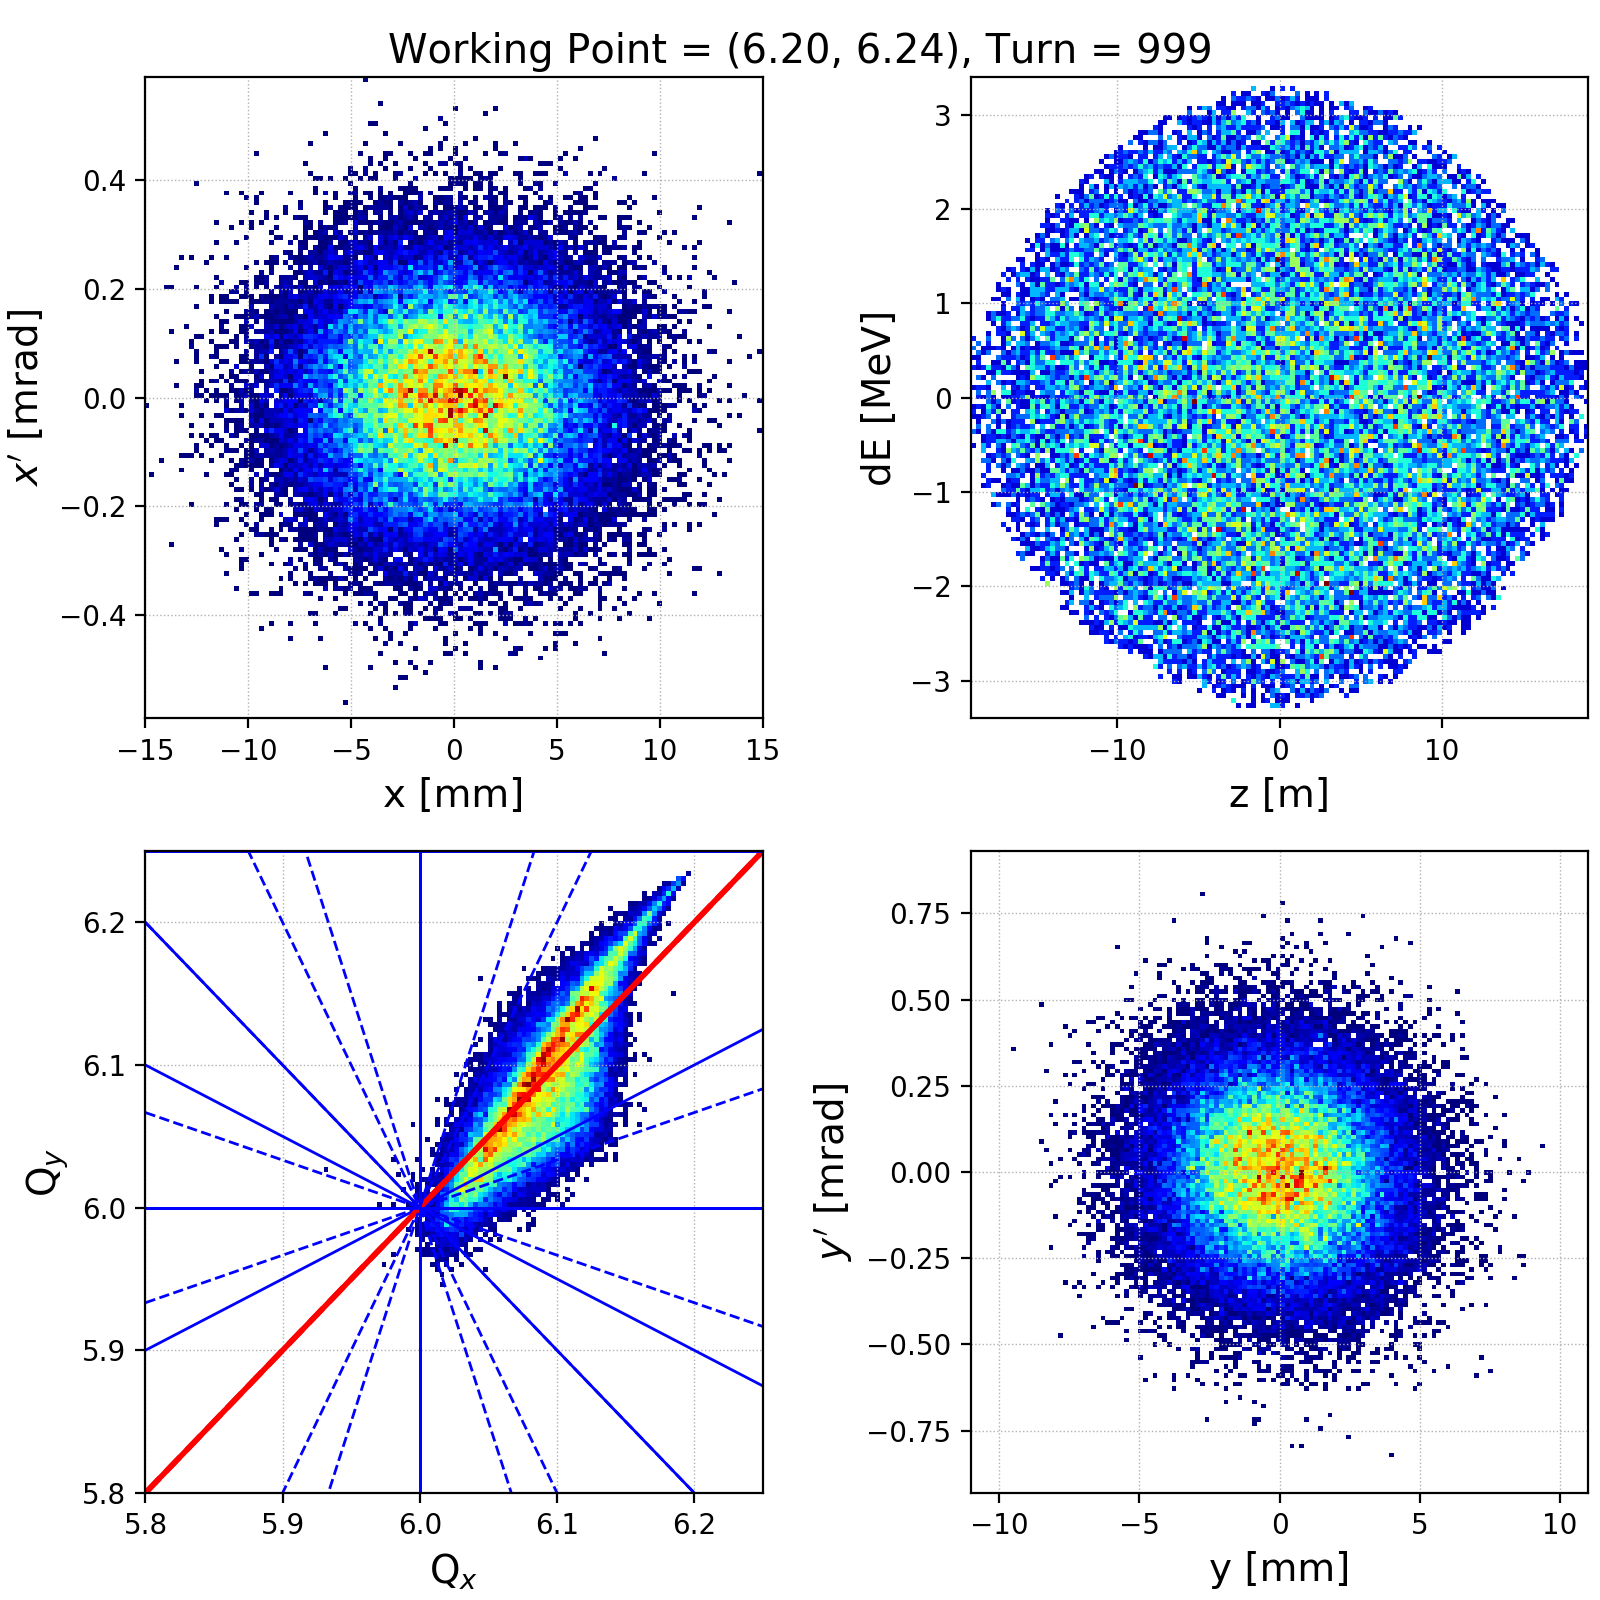 Working Point = (6.20, 6.24), Turn = 999
0.4
0.2
0.0
−0.2
−0.4
x′ [mrad]
−15 −10 −5 0 5 10 15
x [mm]
3
2
1
0
−1
−2
−3
dE [MeV]
−10 0 10
z [m]
6.2
6.1
6.0
5.9
5.8
Qy
5.8 5.9 6.0 6.1 6.2
Qx
0.75
0.50
0.25
0.00
−0.25
−0.50
−0.75
y′ [mrad]
−10 −5 0 5 10
y [mm]